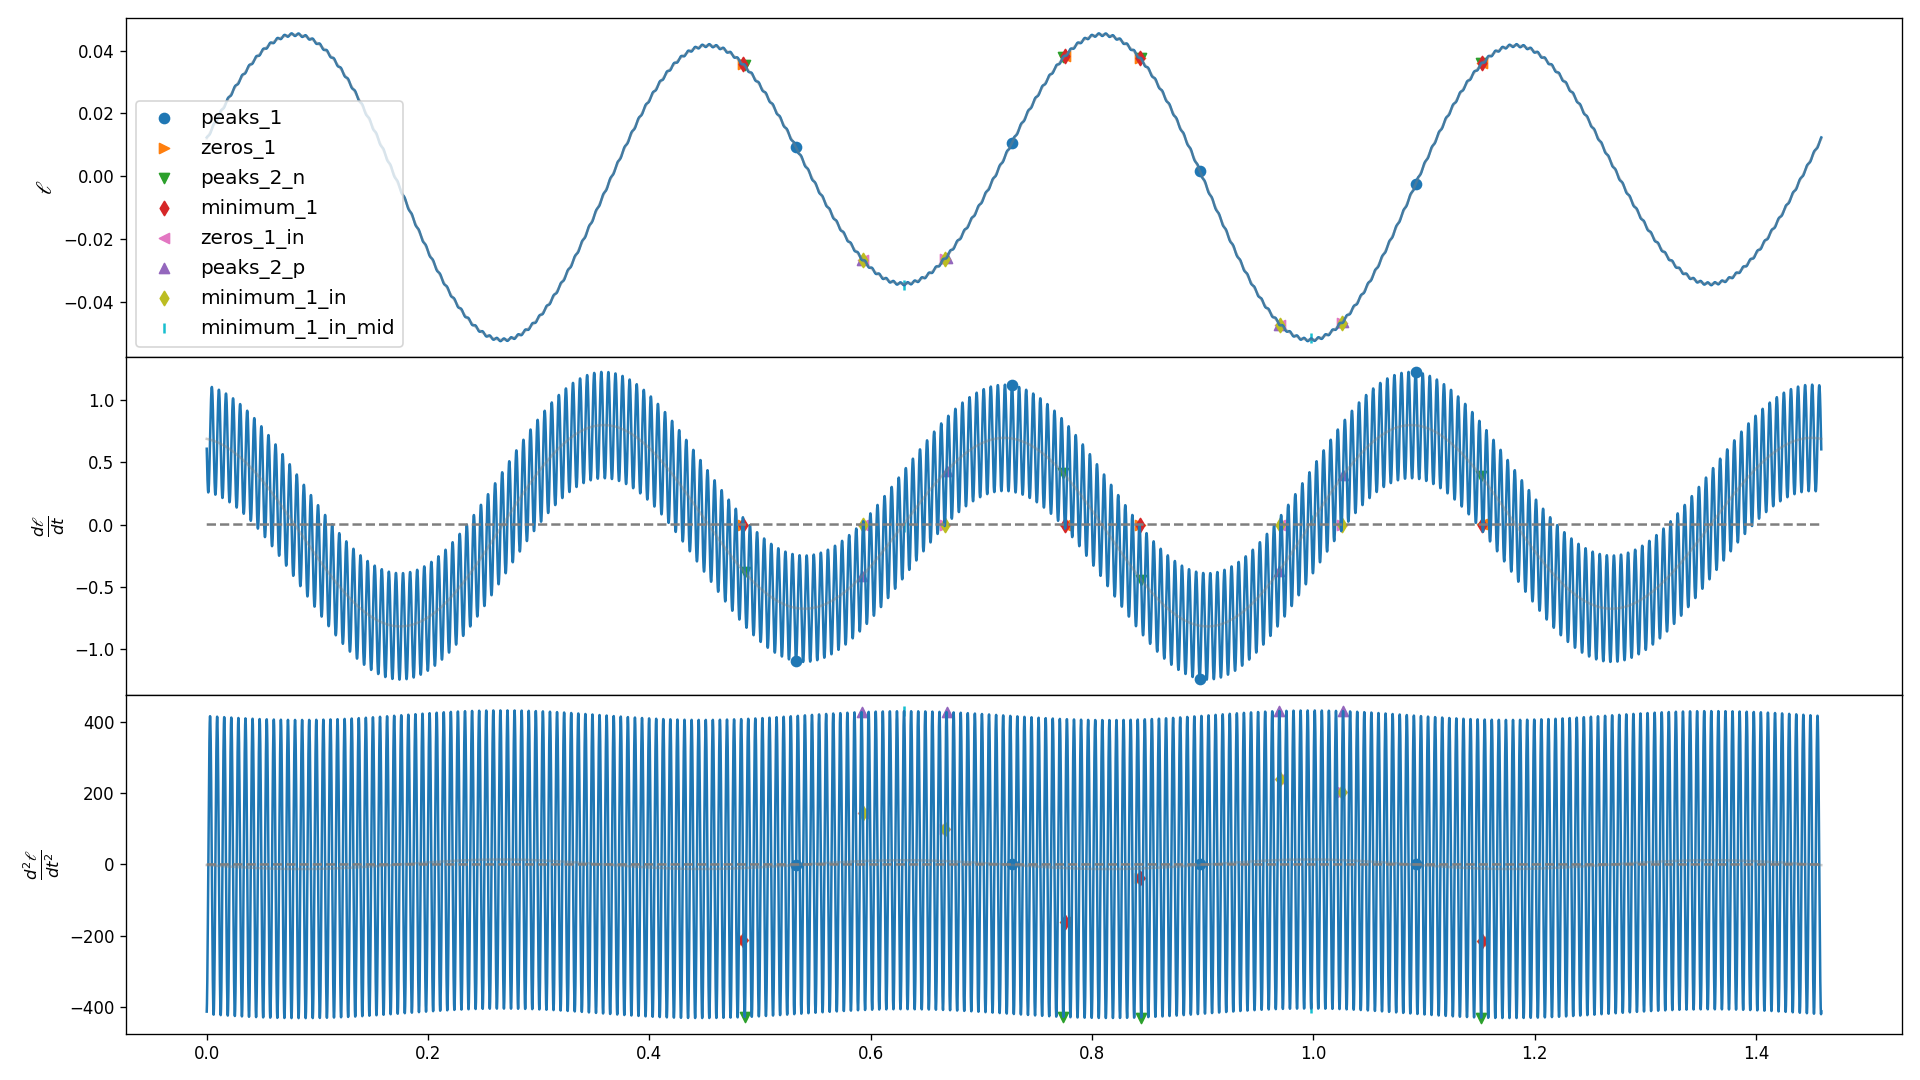 0.04
0.02
0.00
−0.02
−0.04
ℓ
peaks_1
zeros_1
peaks_2_n
minimum_1
zeros_1_in
peaks_2_p
minimum_1_in
minimum_1_in_mid
1.0
0.5
0.0
−0.5
−1.0
dℓ/dt
400
200
0
−200
−400
d²ℓ/dt²
0.0 0.2 0.4 0.6 0.8 1.0 1.2 1.4